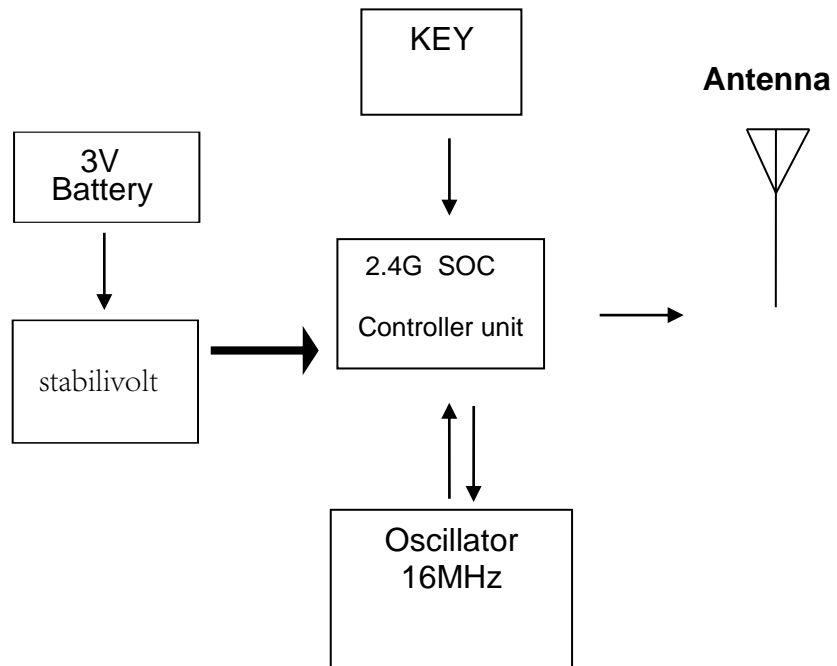 KEY
Antenna
3V
Battery
2.4G SOC
Controller unit
stabilivolt
Oscillator
16MHz